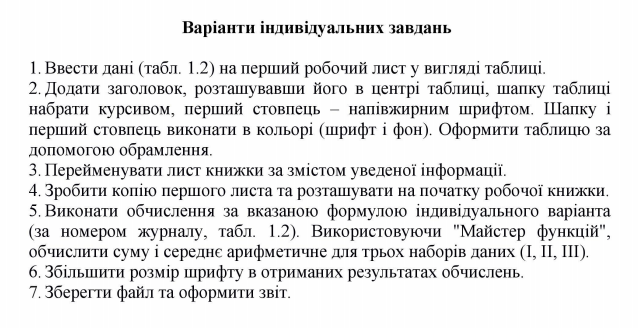 Варіанти індивідуальних завдань
1. Ввести дані (табл. 1.2) на перший робочий лист у вигляді таблиці.
2. Додати заголовок, розташувавши його в центрі таблиці, шапку таблиці
набрати курсивом, перший стовпець – напівжирним шрифтом. Шапку і
перший стовпець виконати в кольорі (шрифт і фон). Оформити таблицю за
допомогою обрамлення.
3. Перейменувати лист книжки за змістом уведеної інформації.
4. Зробити копію першого листа та розташувати на початку робочої книжки.
5. Виконати обчислення за вказаною формулою індивідуального варіанта
(за номером журналу, табл. 1.2). Використовуючи "Майстер функцій",
обчислити суму і середнє арифметичне для трьох наборів даних (I, II, III).
6. Збільшити розмір шрифту в отриманих результатах обчислень.
7. Зберегти файл та оформити звіт.